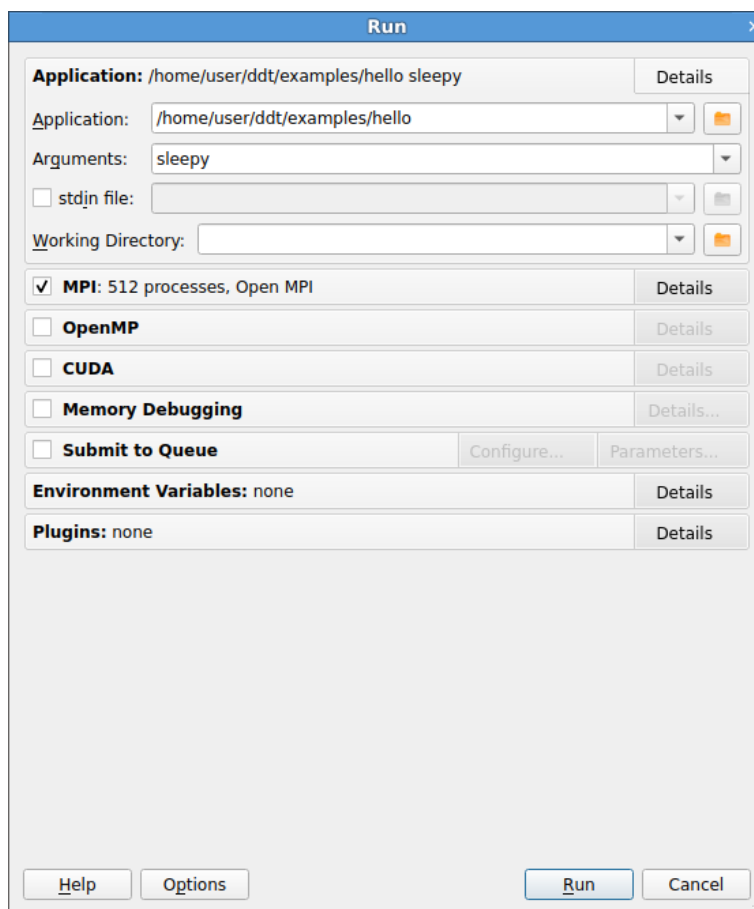 Run
Application: /home/user/ddt/examples/hello sleepy Details
Application: /home/user/ddt/examples/hello
Arguments: sleepy
stdin file:
Working Directory:
MPI: 512 processes, Open MPI Details
OpenMP Details
CUDA Details
Memory Debugging Details...
Submit to Queue Configure... Parameters...
Environment Variables: none Details
Plugins: none Details
Help Options Run Cancel